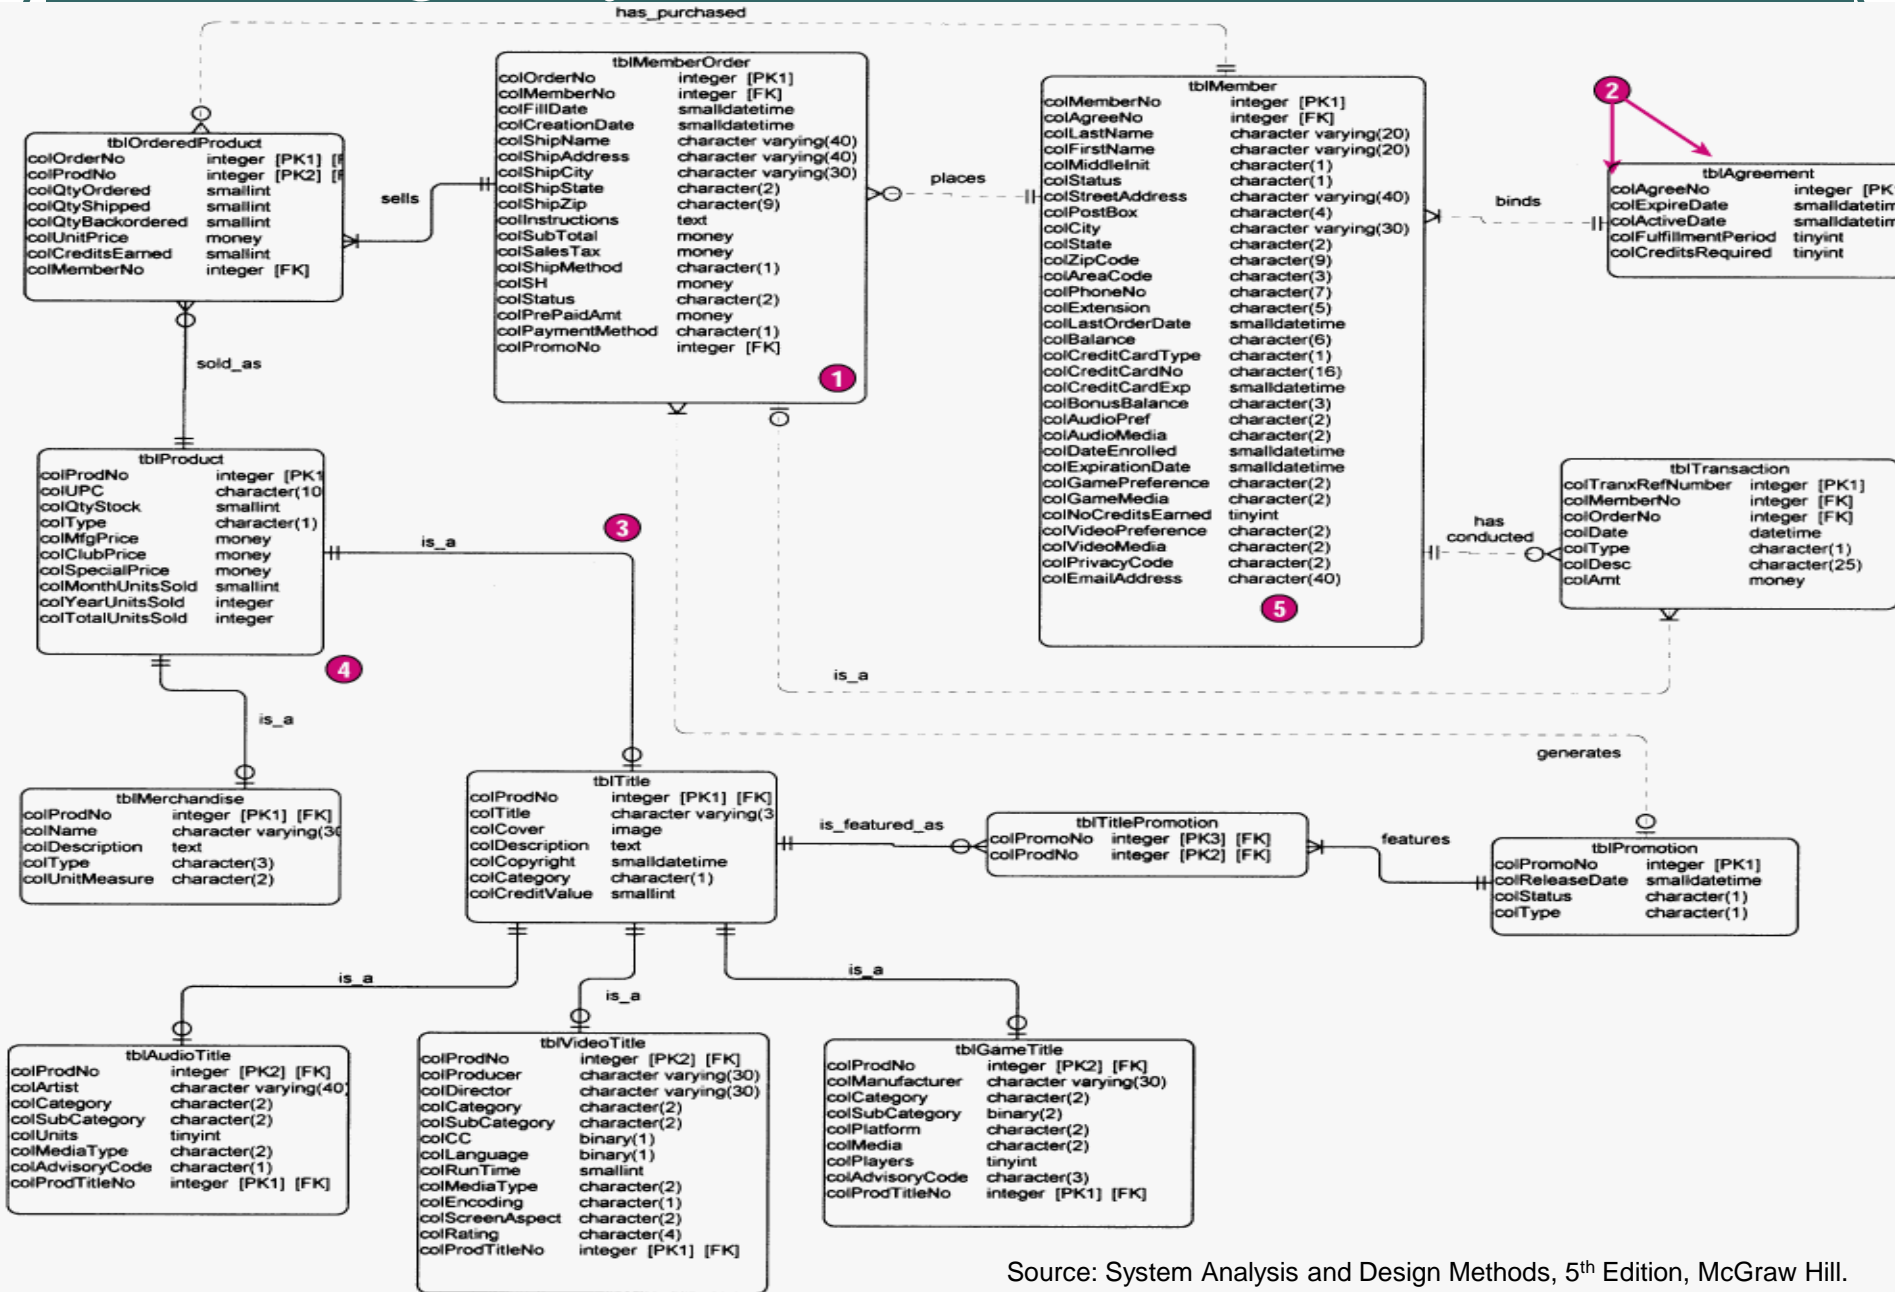 has_purchased
tblMemberOrder
colOrderNo integer [PK1]
colMemberNo integer [FK]
colFillDate smalldatetime
colCreationDate smalldatetime
colShipName character varying(40)
colShipAddress character varying(40)
colShipCity character varying(30)
colShipState character(2)
colShipZip character(9)
colInstructions text
colSubTotal money
colSalesTax money
colShipMethod character(1)
colSH money
colStatus character(2)
colPrePaidAmt money
colPaymentMethod character(1)
colPromoNo integer [FK]
1
tblMember
colMemberNo integer [PK1]
colAgreeNo integer [FK]
colLastName character varying(20)
colFirstName character varying(20)
colMiddleInit character(1)
colStatus character(1)
colStreetAddress character varying(40)
colPostBox character(4)
colCity character varying(30)
colState character(2)
colZipCode character(9)
colAreaCode character(3)
colPhoneNo character(7)
colExtension character(5)
colLastOrderDate smalldatetime
colBalance character(6)
colCreditCardType character(1)
colCreditCardNo character(16)
colCreditCardExp smalldatetime
colBonusBalance character(3)
colAudioPref character(2)
colAudioMedia character(2)
colDateEnrolled smalldatetime
colExpirationDate smalldatetime
colGamePreference character(2)
colGameMedia character(2)
colNoCreditsEarned tinyint
colVideoPreference character(2)
colVideoMedia character(2)
colPrivacyCode character(2)
colEmailAddress character(40)
5
2
tblAgreement
colAgreeNo integer [PK
colExpireDate smalldatetim
colActiveDate smalldatetim
colFulfillmentPeriod tinyint
colCreditsRequired tinyint
tblOrderedProduct
colOrderNo integer [PK1] [F
colProdNo integer [PK2] [F
colQtyOrdered smallint
colQtyShipped smallint
colQtyBackordered smallint
colUnitPrice money
colCreditsEarned smallint
colMemberNo integer [FK]
sells
places
binds
sold_as
tblProduct
colProdNo integer [PK1
colUPC character(10
colQtyStock smallint
colType character(1)
colMfgPrice money
colClubPrice money
colSpecialPrice money
colMonthUnitsSold smallint
colYearUnitsSold integer
colTotalUnitsSold integer
4
is_a
3
tblTransaction
colTranxRefNumber integer [PK1]
colMemberNo integer [FK]
colOrderNo integer [FK]
colDate datetime
colType character(1)
colDesc character(25)
colAmt money
has
conducted
is_a
is_a
generates
tblMerchandise
colProdNo integer [PK1] [FK]
colName character varying(30
colDescription text
colType character(3)
colUnitMeasure character(2)
tblTitle
colProdNo integer [PK1] [FK]
colTitle character varying(3
colCover image
colDescription text
colCopyright smalldatetime
colCategory character(1)
colCreditValue smallint
is_featured_as
tblTitlePromotion
colPromoNo integer [PK3] [FK]
colProdNo integer [PK2] [FK]
features
tblPromotion
colPromoNo integer [PK1]
colReleaseDate smalldatetime
colStatus character(1)
colType character(1)
is_a
is_a
is_a
tblAudioTitle
colProdNo integer [PK2] [FK]
colArtist character varying(40)
colCategory character(2)
colSubCategory character(2)
colUnits tinyint
colMediaType character(2)
colAdvisoryCode character(1)
colProdTitleNo integer [PK1] [FK]
tblVideoTitle
colProdNo integer [PK2] [FK]
colProducer character varying(30)
colDirector character varying(30)
colCategory character(2)
colSubCategory character(2)
colCC binary(1)
colLanguage binary(1)
colRunTime smallint
colMediaType character(2)
colEncoding character(1)
colScreenAspect character(2)
colRating character(4)
colProdTitleNo integer [PK1] [FK]
tblGameTitle
colProdNo integer [PK2] [FK]
colManufacturer character varying(30)
colCategory character(2)
colSubCategory binary(2)
colPlatform character(2)
colMedia character(2)
colPlayers tinyint
colAdvisoryCode character(3)
colProdTitleNo integer [PK1] [FK]
Source: System Analysis and Design Methods, 5th Edition, McGraw Hill.